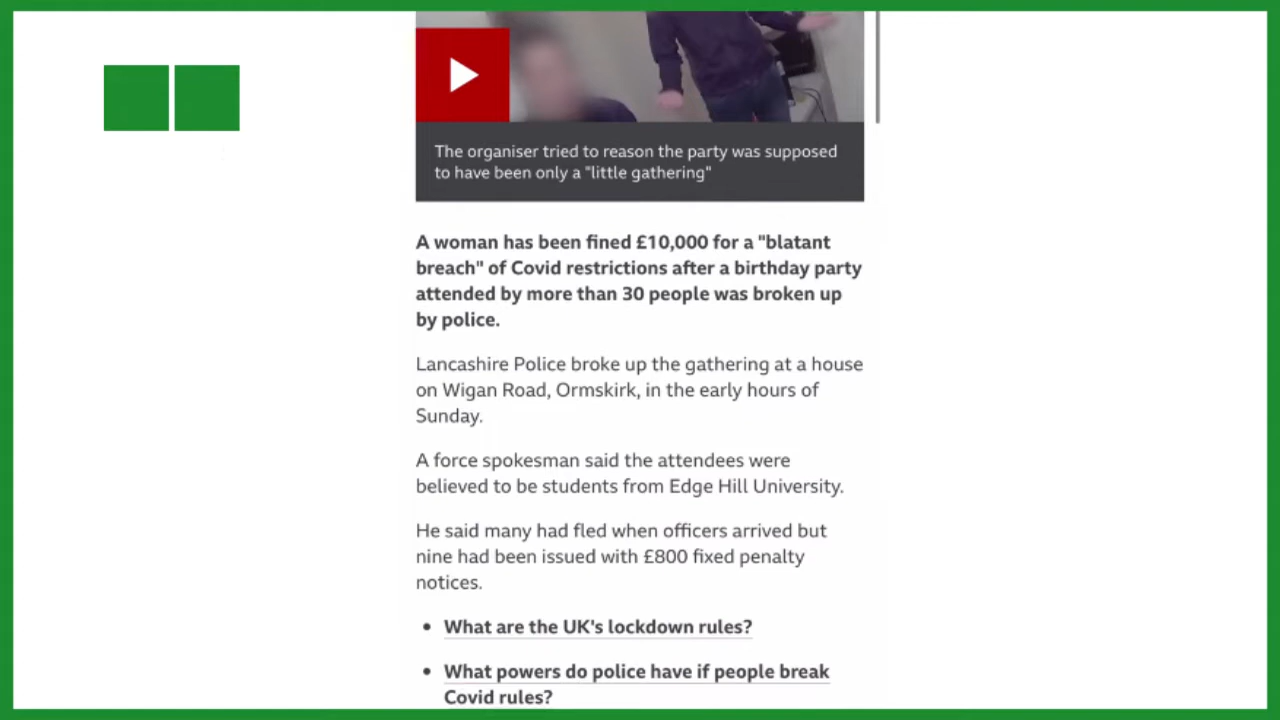 The organiser tried to reason the party was supposed
to have been only a "little gathering"
A woman has been fined £10,000 for a "blatant
breach" of Covid restrictions after a birthday party
attended by more than 30 people was broken up
by police.
Lancashire Police broke up the gathering at a house
on Wigan Road, Ormskirk, in the early hours of
Sunday.
A force spokesman said the attendees were
believed to be students from Edge Hill University.
He said many had fled when officers arrived but
nine had been issued with £800 fixed penalty
notices.
• What are the UK's lockdown rules?
• What powers do police have if people break
Covid rules?